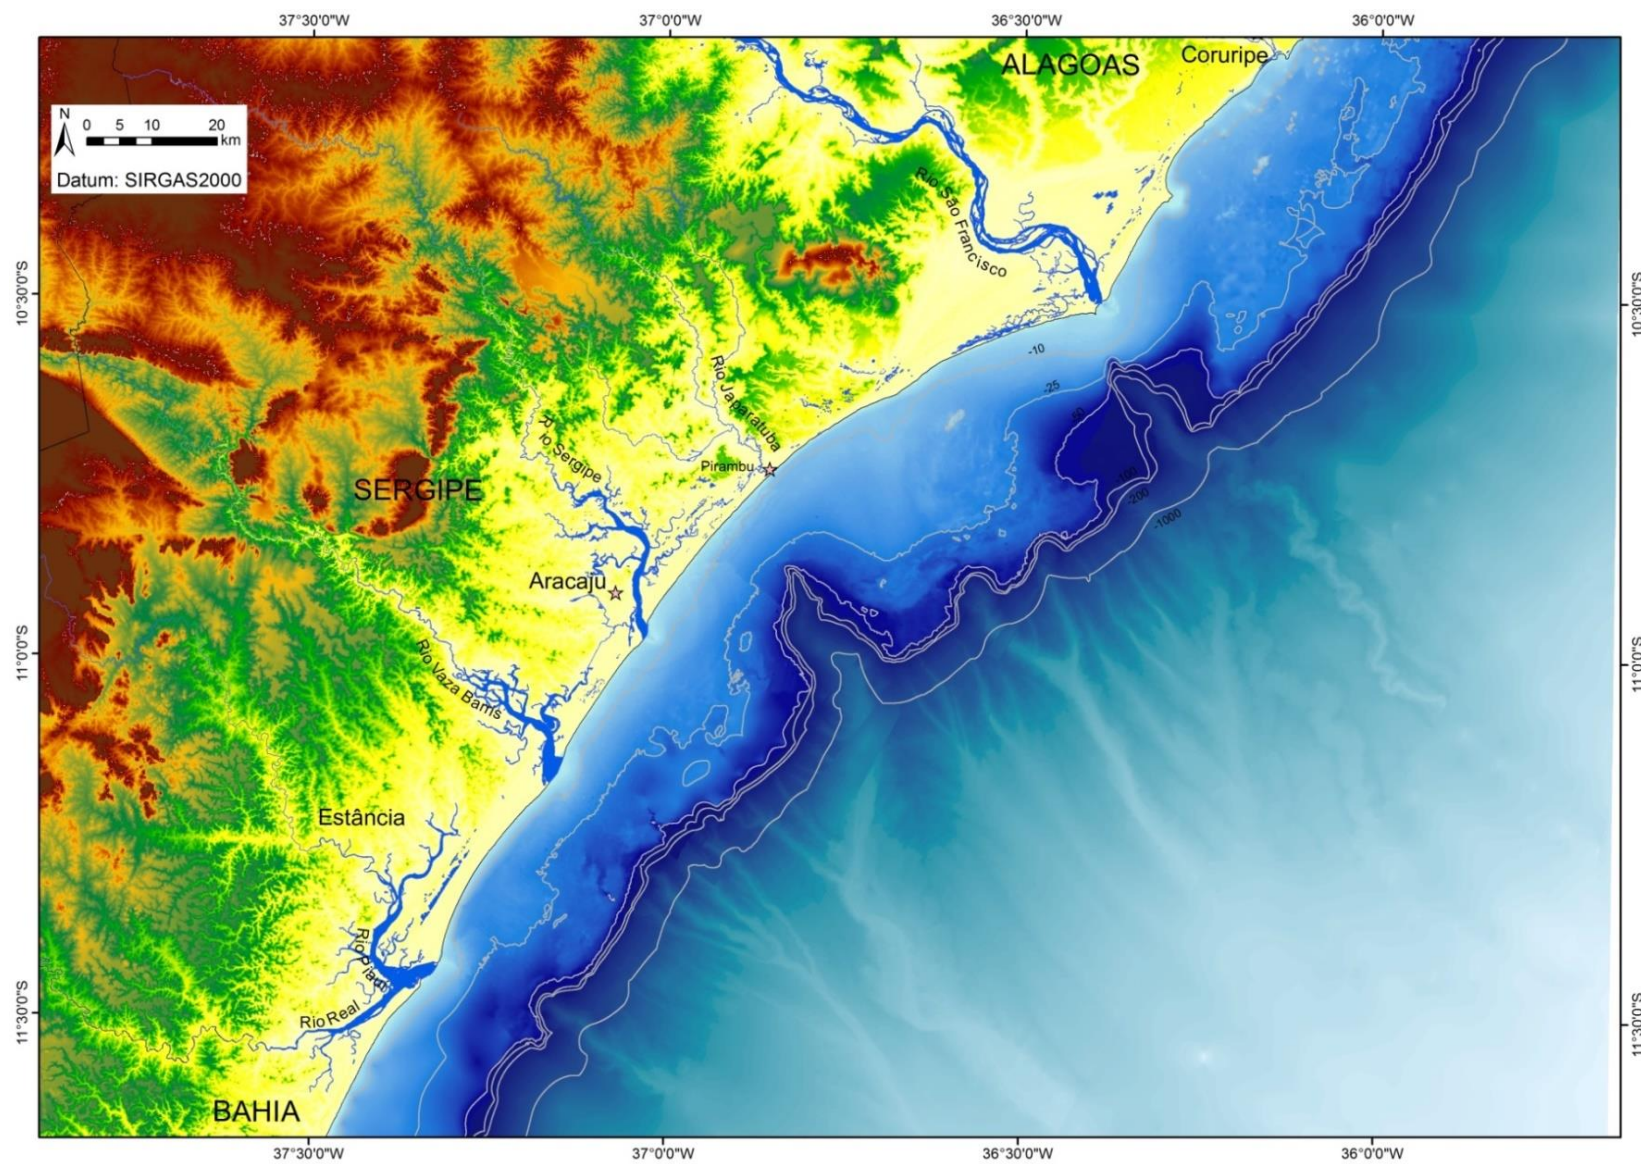 37°30'0"W
37°0'0"W
36°30'0"W
36°0'0"W
ALAGOAS
Coruripe
N
0 5 10 20
km
Datum: SIRGAS2000
Rio São Francisco
10°30'0"S
10°30'0"S
-10
-25
Rio Japaratuba
-50
Rio Sergipe
Pirambu
SERGIPE
-100
-200
-1000
Aracaju
11°0'0"S
11°0'0"S
Rio Vaza Barris
Estância
Rio Piauí
Rio Real
11°30'0"S
11°30'0"S
BAHIA
37°30'0"W
37°0'0"W
36°30'0"W
36°0'0"W